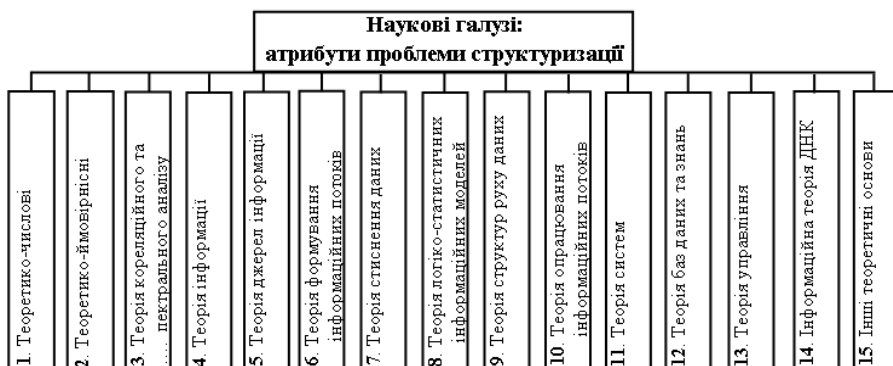 Наукові галузі:
атрибути проблеми структуризації
1. Теоретико-числові
2. Теоретико-ймовірнісні
3. Теорія кореляційного та
..... пектрального аналізу
4. Теорія інформації
5. Теорія джерел інформації
6. Теорія формування
інформаційних потоків
7. Теорія стиснення даних
8. Теорія логіко-статистичних
інформаційних моделей
9. Теорія структур руху даних
10. Теорія опрацювання
інформаційних потоків
11. Теорія систем
12. Теорія баз даних та знань
13. Теорія управління
14. Інформаційна теорія ДНК
15. Інші теоретичні основи